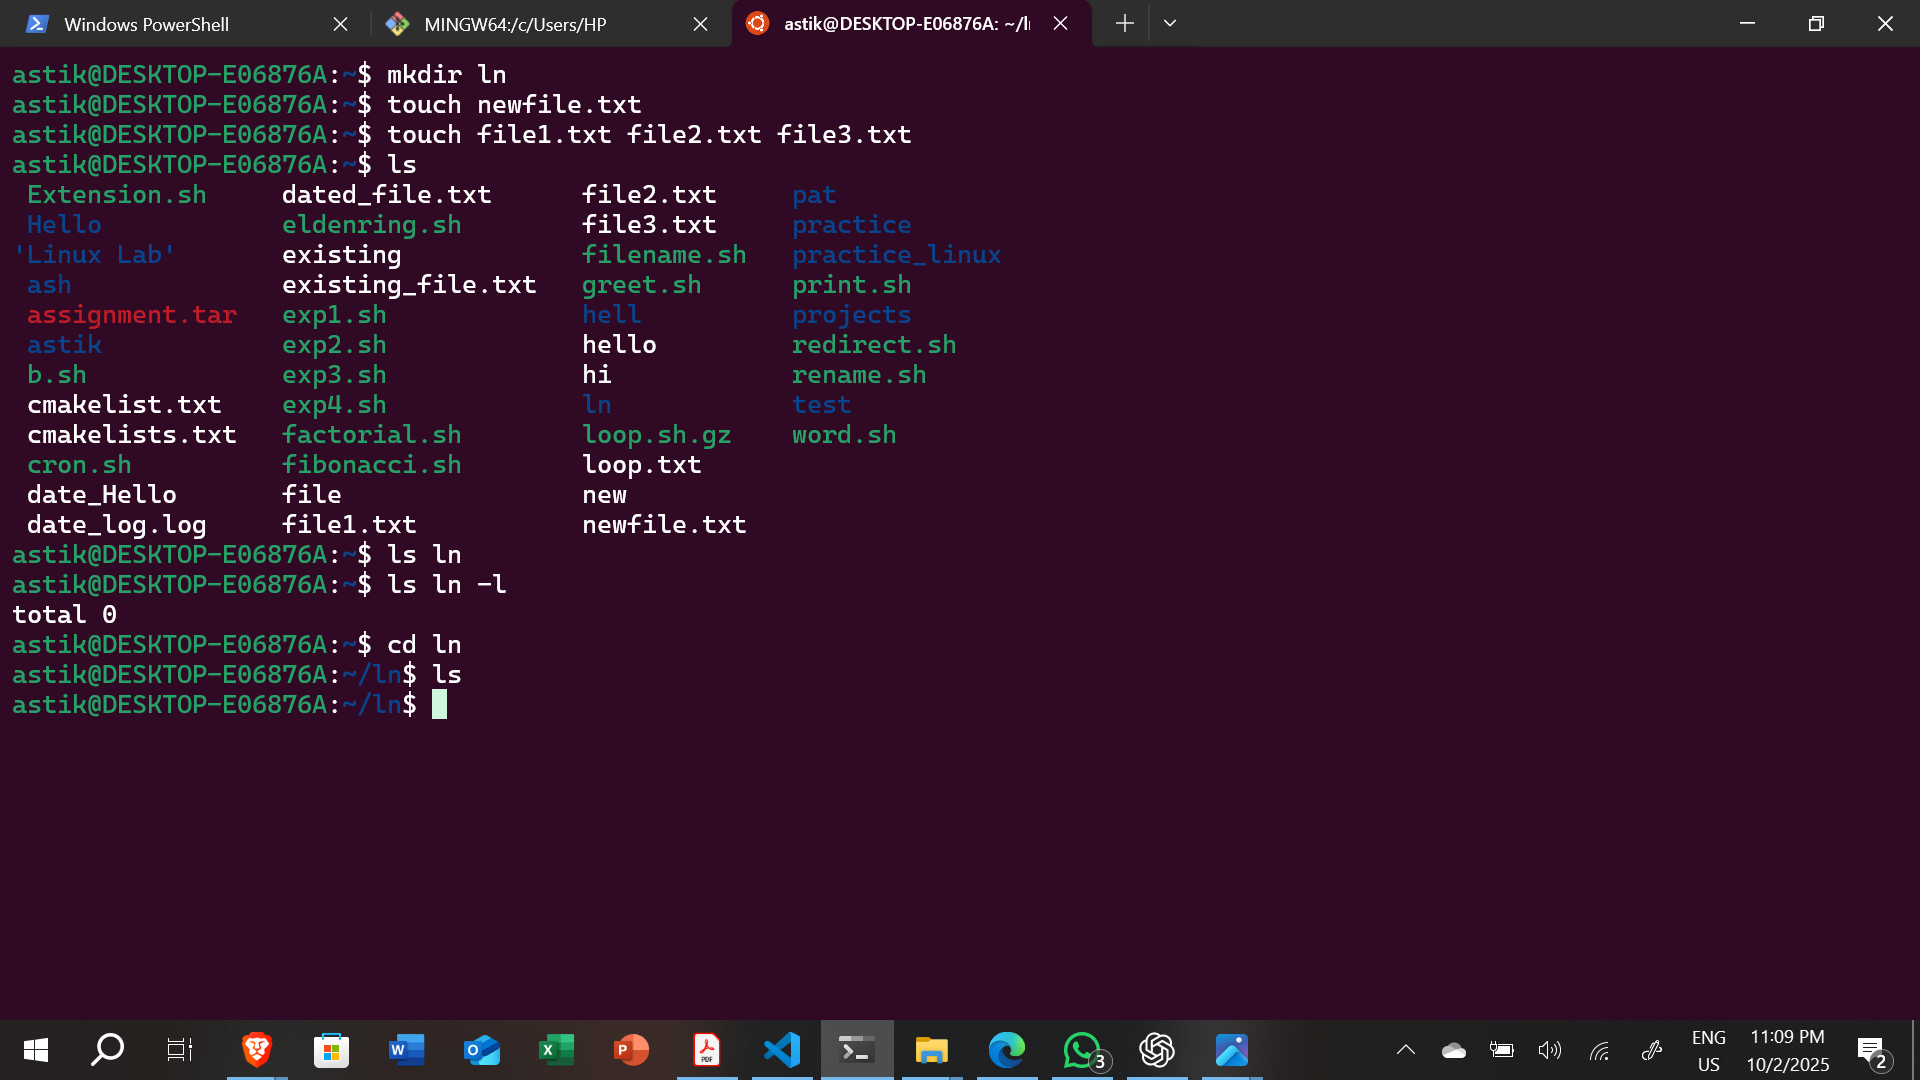 Windows PowerShell MINGW64:/c/Users/HP astik@DESKTOP-E06876A: ~/ln
astik@DESKTOP-E06876A:~$ mkdir ln
astik@DESKTOP-E06876A:~$ touch newfile.txt
astik@DESKTOP-E06876A:~$ touch file1.txt file2.txt file3.txt
astik@DESKTOP-E06876A:~$ ls
Extension.sh dated_file.txt file2.txt pat
Hello eldenring.sh file3.txt practice
'Linux Lab' existing filename.sh practice_linux
ash existing_file.txt greet.sh print.sh
assignment.tar exp1.sh hell projects
astik exp2.sh hello redirect.sh
b.sh exp3.sh hi rename.sh
cmakelist.txt exp4.sh ln test
cmakelists.txt factorial.sh loop.sh.gz word.sh
cron.sh fibonacci.sh loop.txt
date_Hello file new
date_log.log file1.txt newfile.txt
astik@DESKTOP-E06876A:~$ ls ln
astik@DESKTOP-E06876A:~$ ls ln -l
total 0
astik@DESKTOP-E06876A:~$ cd ln
astik@DESKTOP-E06876A:~/ln$ ls
astik@DESKTOP-E06876A:~/ln$
W O X P PDF 3 ENG 11:09 PM 2
US 10/2/2025